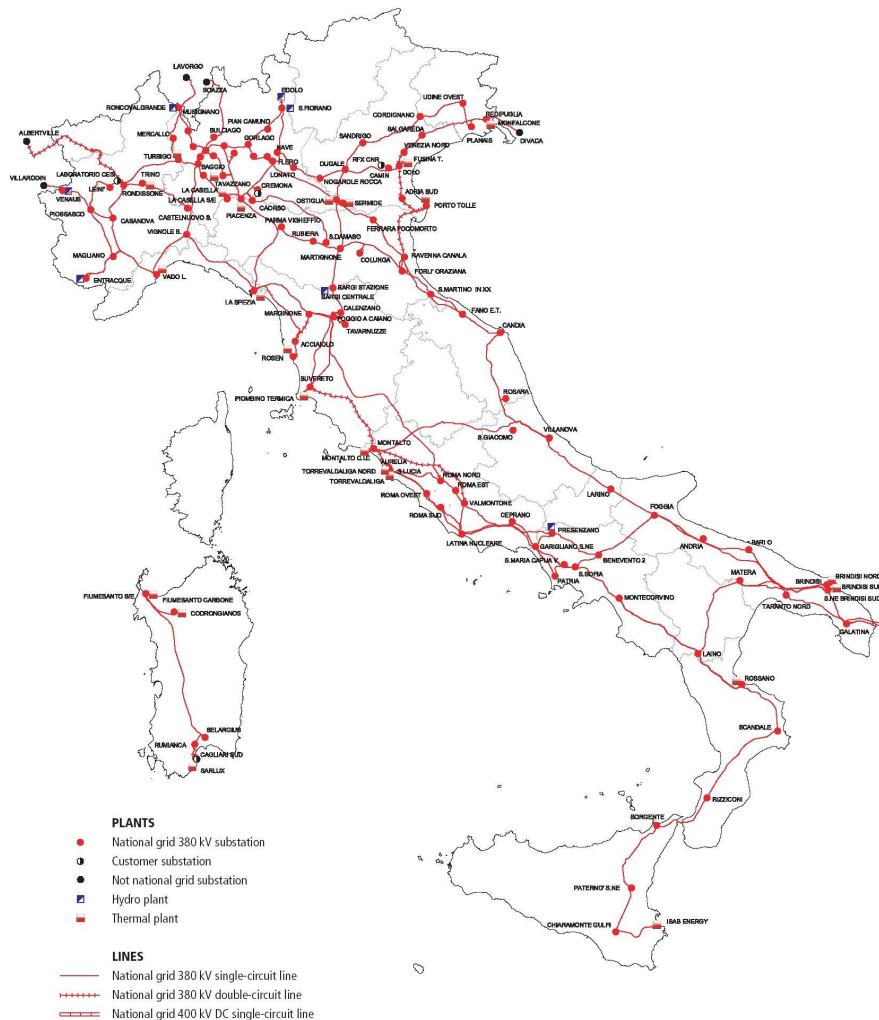 LAVORGO
SOAZZA
EDOLO
RONCOVALGRANDE
MUSIGNANO
S.FIORANO
UDINE OVEST
PIAN CAMUNO
CORDIGNANO
REDIPUGLIA
MONFALCONE
ALBERTVILLE
MERCALLO
BULCIAGO
GORLAGO
SANDRIGO
SALGAREDA
PLANAIS
DIVACA
NAVE
VENEZIA NORD
LABORATORIO CESI
TURBIGO
FLERO
DUGALE
RFX CNR
FUSINA T.
VILLARODIN
TRINO
BAGGIO
LONATO
CAMIN
DOLO
LEINI'
RONDISSONE
TAVAZZANO
CREMONA
NOGAROLE ROCCA
VENAUS
LA CASELLA
LA CASELLA S/E
CAORSO
OSTIGLIA
SERMIDE
ADRIA SUD
PORTO TOLLE
PIOSSASCO
CASANOVA
CASTELNUOVO S.
PIACENZA
PARMA VIGHEFFIO
FERRARA FOCOMORTO
VIGNOLE B.
RUBIERA
S.DAMASO
MAGLIANO
MARTIGNONE
COLUNGA
RAVENNA CANALA
FORLI' ORAZIANA
ENTRACQUE
VADO L.
BARGI STAZIONE
S.MARTINO IN XX
LA SPEZIA
BARGI CENTRALE
CALENZANO
FANO E.T.
MARGINONE
POGGIO A CAIANO
TAVARNUZZE
CANDIA
ACCIAIOLO
ROSEN
SUVERETO
ROSARA
PIOMBINO TERMICA
S.GIACOMO
VILLANOVA
MONTALTO
MONTALTO C.LE
AURELIA
TORREVALDALIGA NORD
S.LUCIA
ROMA NORD
TORREVALDALIGA
ROMA EST
LARINO
ROMA OVEST
VALMONTONE
FOGGIA
ROMA SUD
CEPRANO
PRESENZANO
LATINA NUCLEARE
GARIGLIANO S.NE
ANDRIA
BARI O
S.MARIA CAPUA V.
BENEVENTO 2
S.SOFIA
MATERA
BRINDISI NORD
PATRIA
BRINDISI
BRINDISI SUD
FIUMESANTO S/E
FIUMESANTO CARBONE
MONTECORVINO
S.NE BRINDISI SUD
TARANTO NORD
CODRONGIANOS
GALATINA
LAINO
ROSSANO
SELARGIUS
SCANDALE
RUMIANCA
CAGLIARI SUD
SARLUX
RIZZICONI
SORGENTE
PATERNO' S.NE
CHIARAMONTE GULFI
ISAB ENERGY
PLANTS
National grid 380 kV substation
Customer substation
Not national grid substation
Hydro plant
Thermal plant
LINES
National grid 380 kV single-circuit line
National grid 380 kV double-circuit line
National grid 400 kV DC single-circuit line